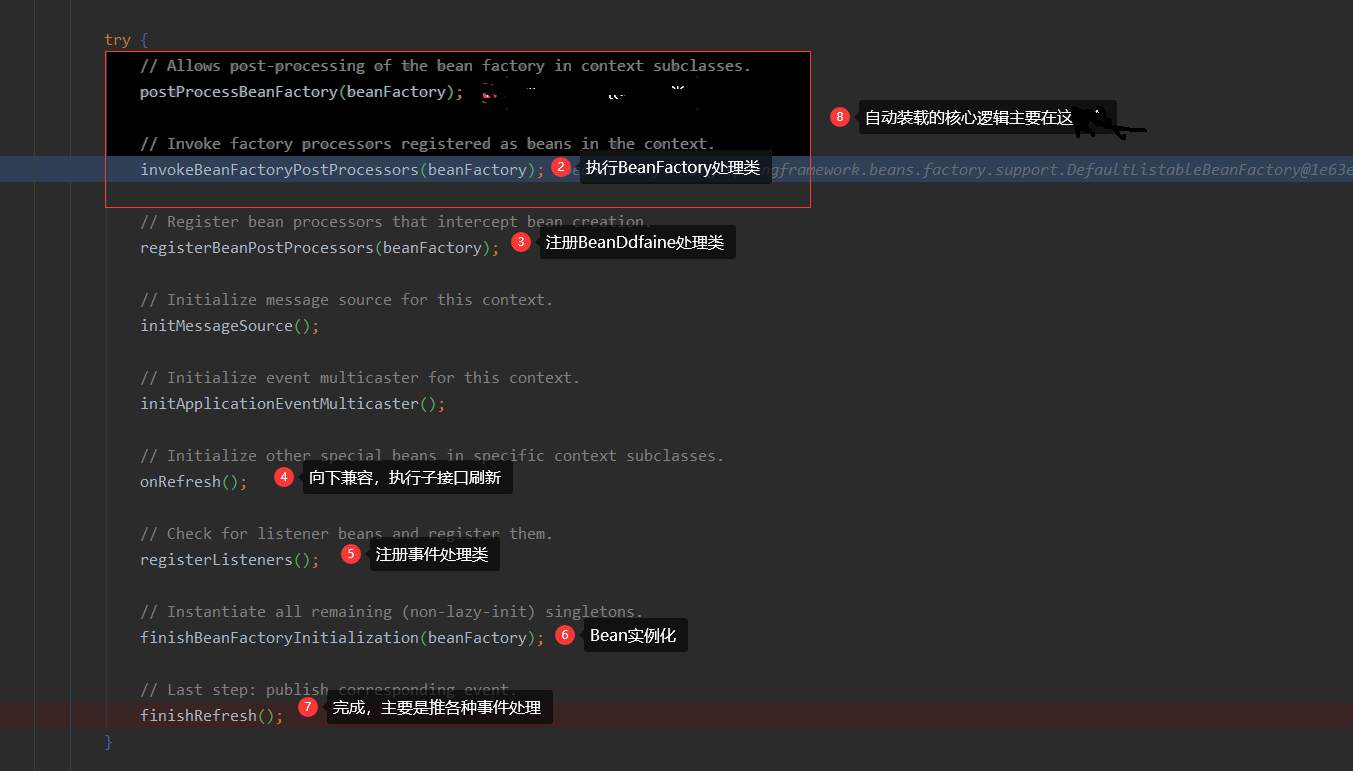 try {
// Allows post-processing of the bean factory in context subclasses.
postProcessBeanFactory(beanFactory);
8 自动装载的核心逻辑主要在这
// Invoke factory processors registered as beans in the context.
invokeBeanFactoryPostProcessors(beanFactory); 2 执行BeanFactory处理类 ngframework.beans.factory.support.DefaultListableBeanFactory@1e63e
// Register bean processors that intercept bean creation.
registerBeanPostProcessors(beanFactory); 3 注册BeanDdfaine处理类
// Initialize message source for this context.
initMessageSource();
// Initialize event multicaster for this context.
initApplicationEventMulticaster();
// Initialize other special beans in specific context subclasses.
onRefresh(); 4 向下兼容，执行子接口刷新
// Check for listener beans and register them.
registerListeners(); 5 注册事件处理类
// Instantiate all remaining (non-lazy-init) singletons.
finishBeanFactoryInitialization(beanFactory); 6 Bean实例化
// Last step: publish corresponding event.
finishRefresh(); 7 完成，主要是推各种事件处理
}